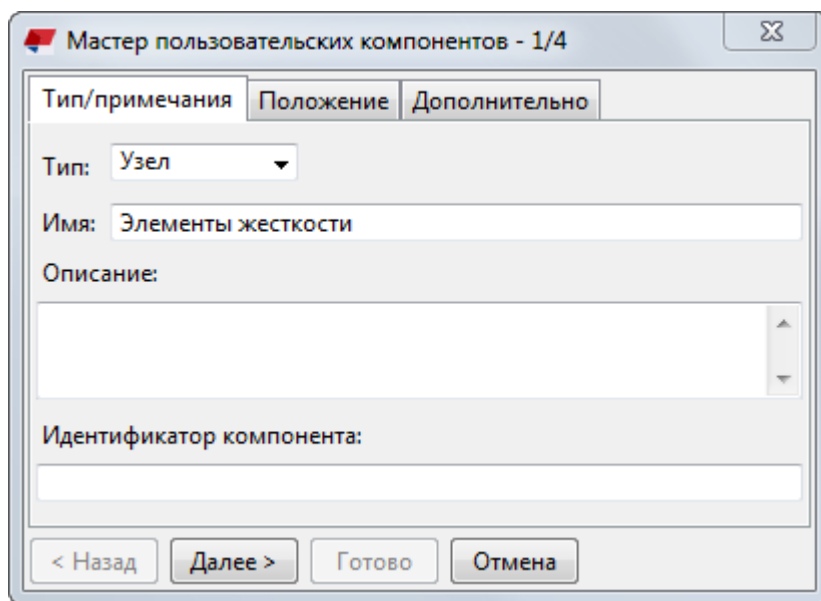 Мастер пользовательских компонентов - 1/4
Тип/примечания Положение Дополнительно
Тип: Узел
Имя: Элементы жесткости
Описание:
Идентификатор компонента:
< Назад Далее > Готово Отмена